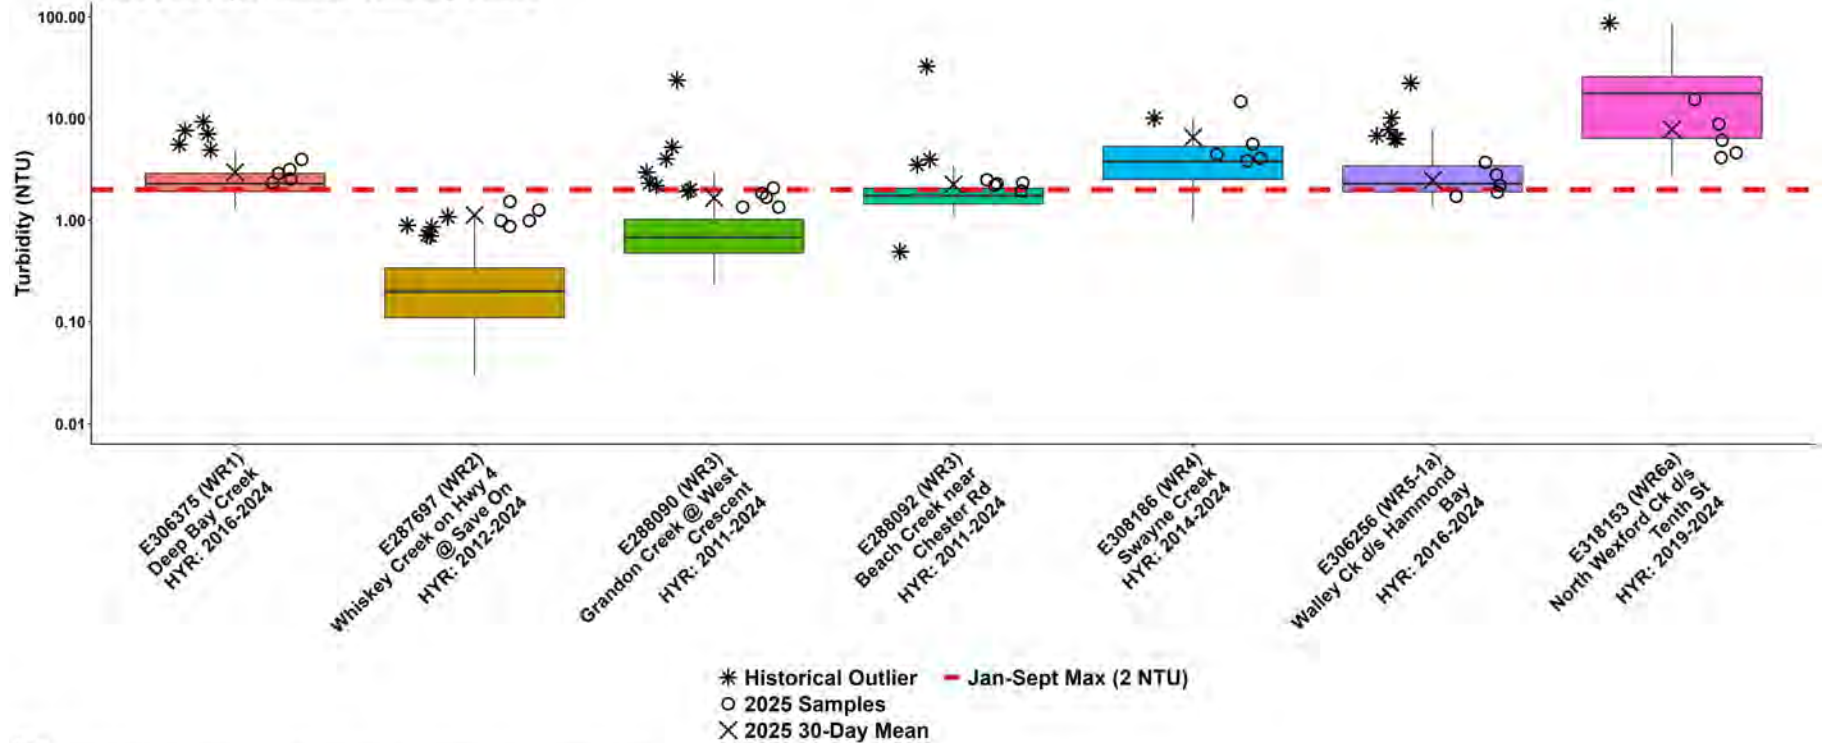 100.00
10.00
1.00
0.10
0.01
Turbidity (NTU)
E306375 (WR1)
Deep Bay Creek
HYR: 2016-2024
E287697 (WR2)
Whiskey Creek on Hwy 4
@ Save On
HYR: 2012-2024
E288090 (WR3)
Grandon Creek @ West
Crescent
HYR: 2011-2024
E288092 (WR3)
Beach Creek near
Chester Rd
HYR: 2011-2024
E308186 (WR4)
Swayne Creek
HYR: 2014-2024
E306256 (WR5-1a)
Walley Ck d/s Hammond
Bay
HYR: 2016-2024
E318153 (WR6a)
North Wexford Ck d/s
Tenth St
HYR: 2019-2024
Historical Outlier
Jan-Sept Max (2 NTU)
2025 Samples
2025 30-Day Mean